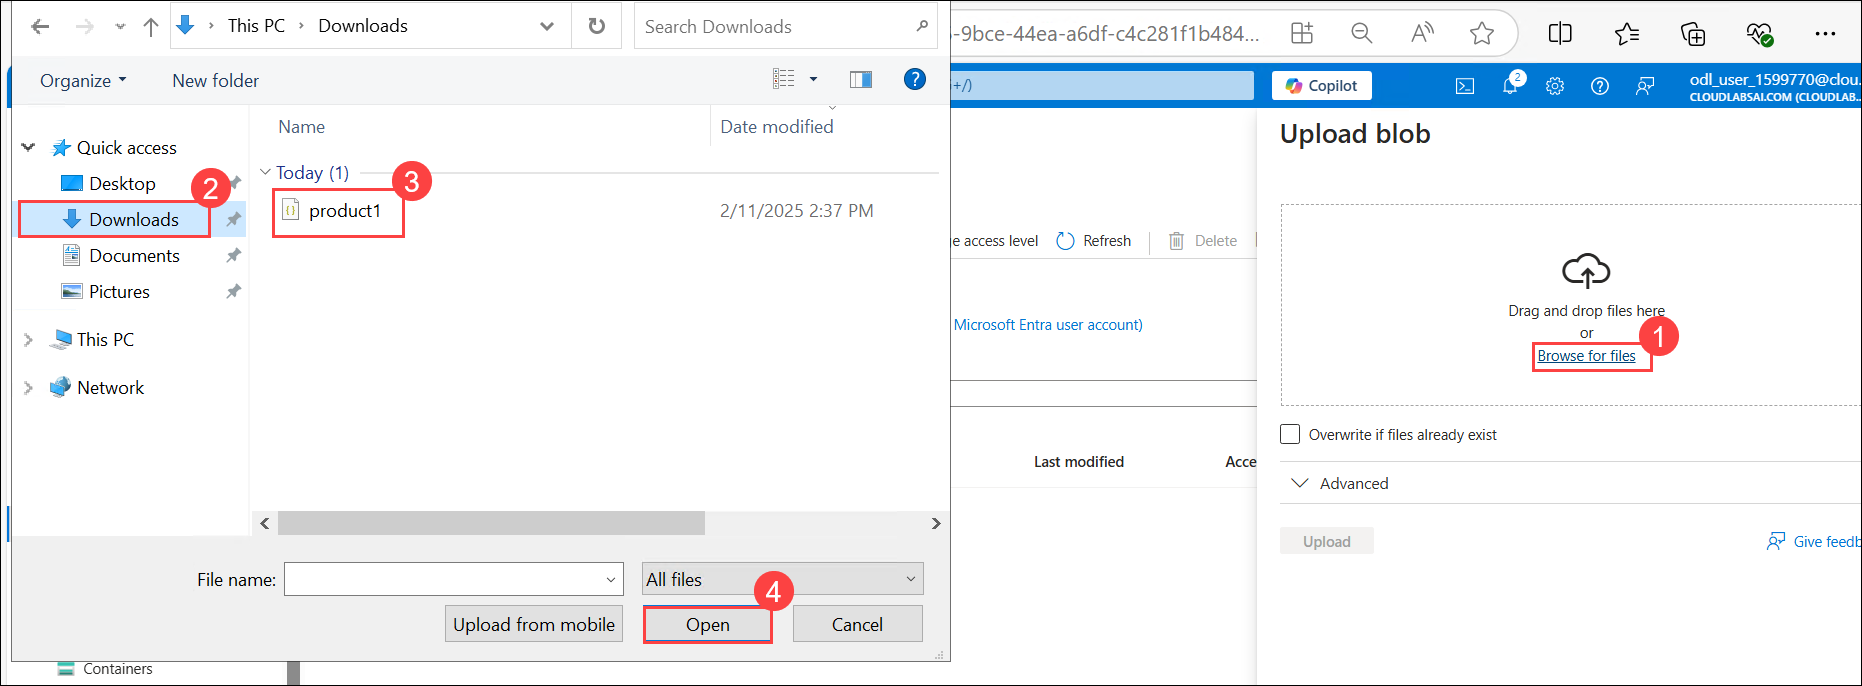 This PC › Downloads
Search Downloads
Organize
New folder
?
Name
Date modified
Quick access
Desktop
2
Downloads
Documents
Pictures
This PC
Network
Today (1)
3
product1
2/11/2025 2:37 PM
File name:
All files
4
Upload from mobile
Open
Cancel
Containers
-9bce-44ea-a6df-c4c281f1b484...
+/)
Copilot
2
odl_user_1599770@clou.
CLOUDLABSAI.COM (CLOUDLAB...
e access level
Refresh
Delete
Microsoft Entra user account)
Last modified
Acce
Upload blob
Drag and drop files here
or
1
Browse for files
Overwrite if files already exist
Advanced
Upload
Give feedb